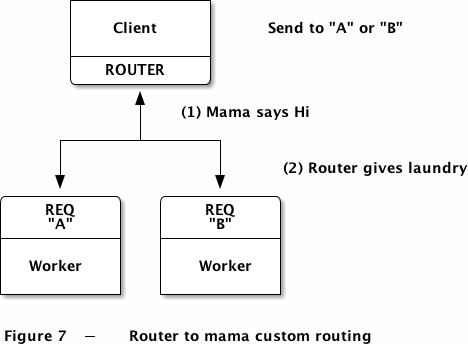 Client
Send to "A" or "B"
ROUTER
(1) Mama says Hi
(2) Router gives laundry
REQ
"A"
REQ
"B"
Worker
Worker
Figure 7 – Router to mama custom routing